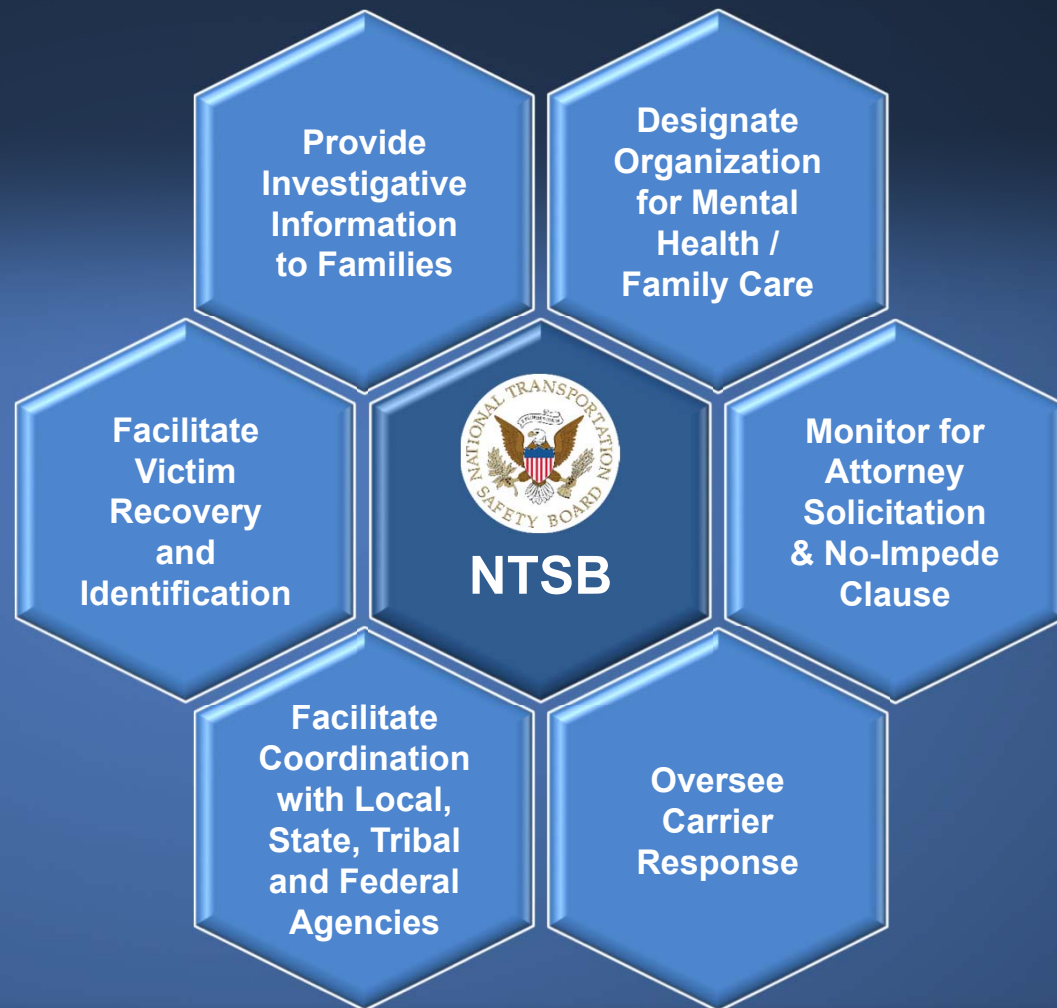 Provide
Investigative
Information
to Families
Designate
Organization
for Mental
Health /
Family Care
Facilitate
Victim
Recovery
and
Identification
NATIONAL TRANSPORTATION SAFETY BOARD
NTSB
Monitor for
Attorney
Solicitation
& No-Impede
Clause
Facilitate
Coordination
with Local,
State, Tribal
and Federal
Agencies
Oversee
Carrier
Response